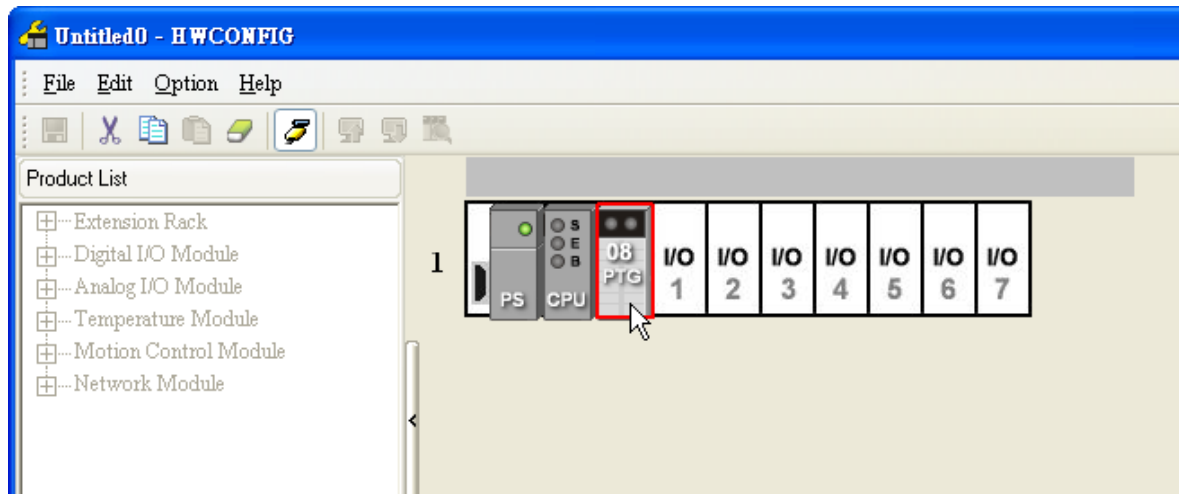 Untitled0 - HWCONFIG
File Edit Option Help
Product List
Extension Rack
Digital I/O Module
Analog I/O Module
Temperature Module
Motion Control Module
Network Module
1
PS
S
E
B
CPU
08
PTG
I/O I/O I/O I/O I/O I/O I/O
1 2 3 4 5 6 7
<